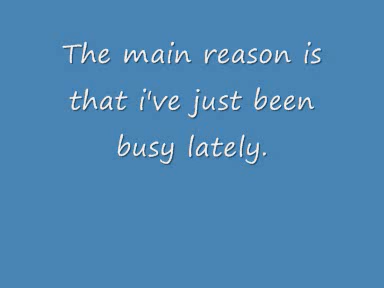 The main reason is
that i've just been
busy lately.